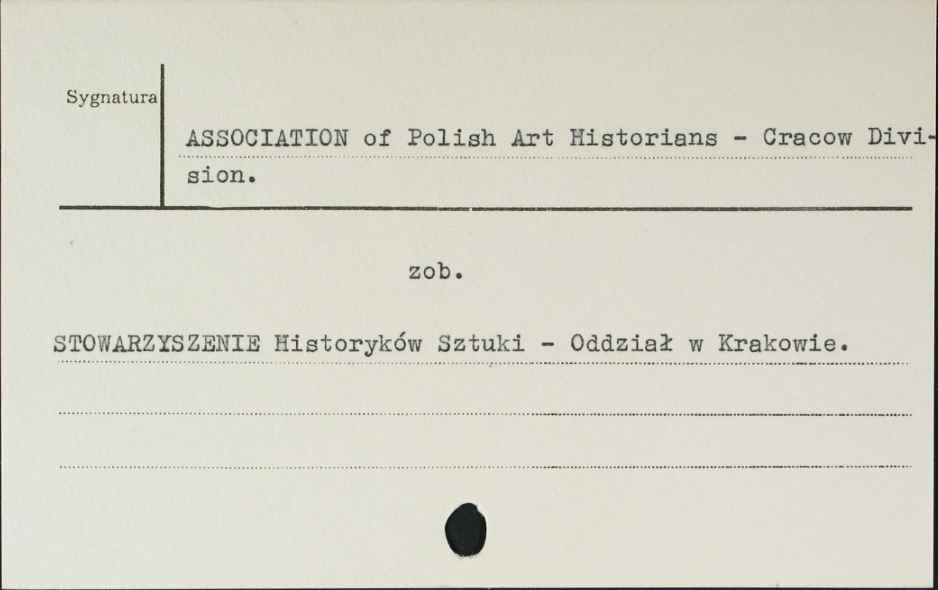 Sygnatura
ASSOCIATION of Polish Art Historians - Cracow Divi-
sion.
zob.
STOWARZYSZENIE Historyków Sztuki - Oddział w Krakowie.